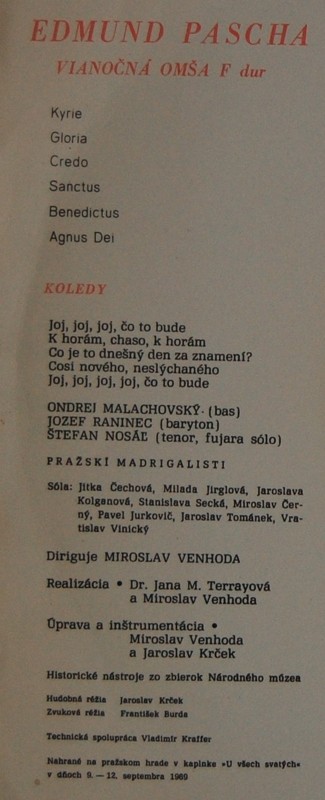 EDMUND PASCHA
VIANOČNÁ OMŠA F dur
Kyrie
Gloria
Credo
Sanctus
Benedictus
Agnus Dei
KOLEDY
Joj, joj, joj, čo to bude
K horám, chaso, k horám
Co je to dnešný den za znamení?
Cosi nového, neslýchaného
Joj, joj, joj, joj, čo to bude
ONDREJ MALACHOVSKÝ (bas)
JOZEF RANINEC (baryton)
ŠTEFAN NOSÁĽ (tenor, fujara sólo)
PRAŽSKÍ MADRIGALISTI
Sóla: Jitka Čechová, Milada Jirglová, Jaroslava
Kolganová, Stanislava Secká, Miroslav Čer-
ný, Pavel Jurkovič, Jaroslav Tománek, Vra-
tislav Vinický
Diriguje MIROSLAV VENHODA
Realizácia • Dr. Jana M. Terrayová
a Miroslav Venhoda
Úprava a inštrumentácia •
Miroslav Venhoda
a Jaroslav Krček
Historické nástroje zo zbierok Národného múzea
Hudobná réžia Jaroslav Krček
Zvuková réžia František Burda
Technická spolupráca Vladimír Kraffer
Nahrané na pražskom hrade v kaplnke »U všech svatých«
v dňoch 9. — 12. septembra 1969